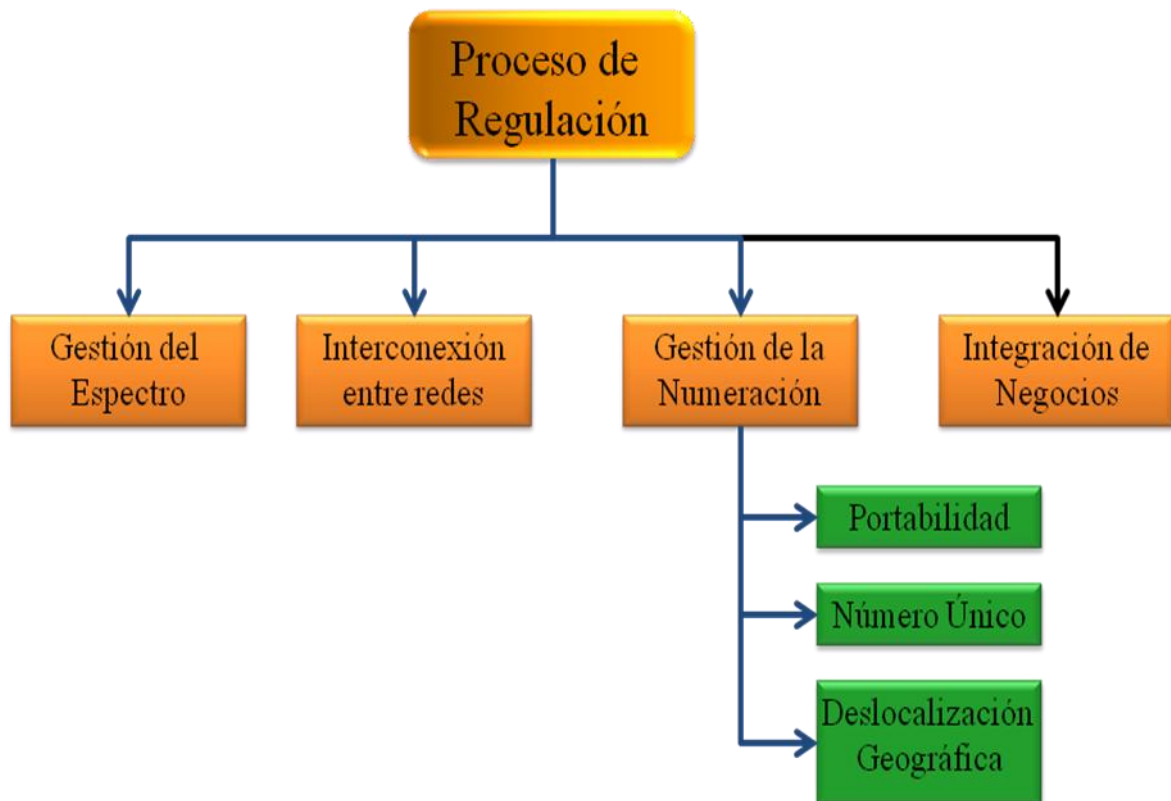 Proceso de
Regulación
Gestión del
Espectro
Interconexión
entre redes
Gestión de la
Numeración
Integración de
Negocios
Portabilidad
Número Único
Deslocalización
Geográfica